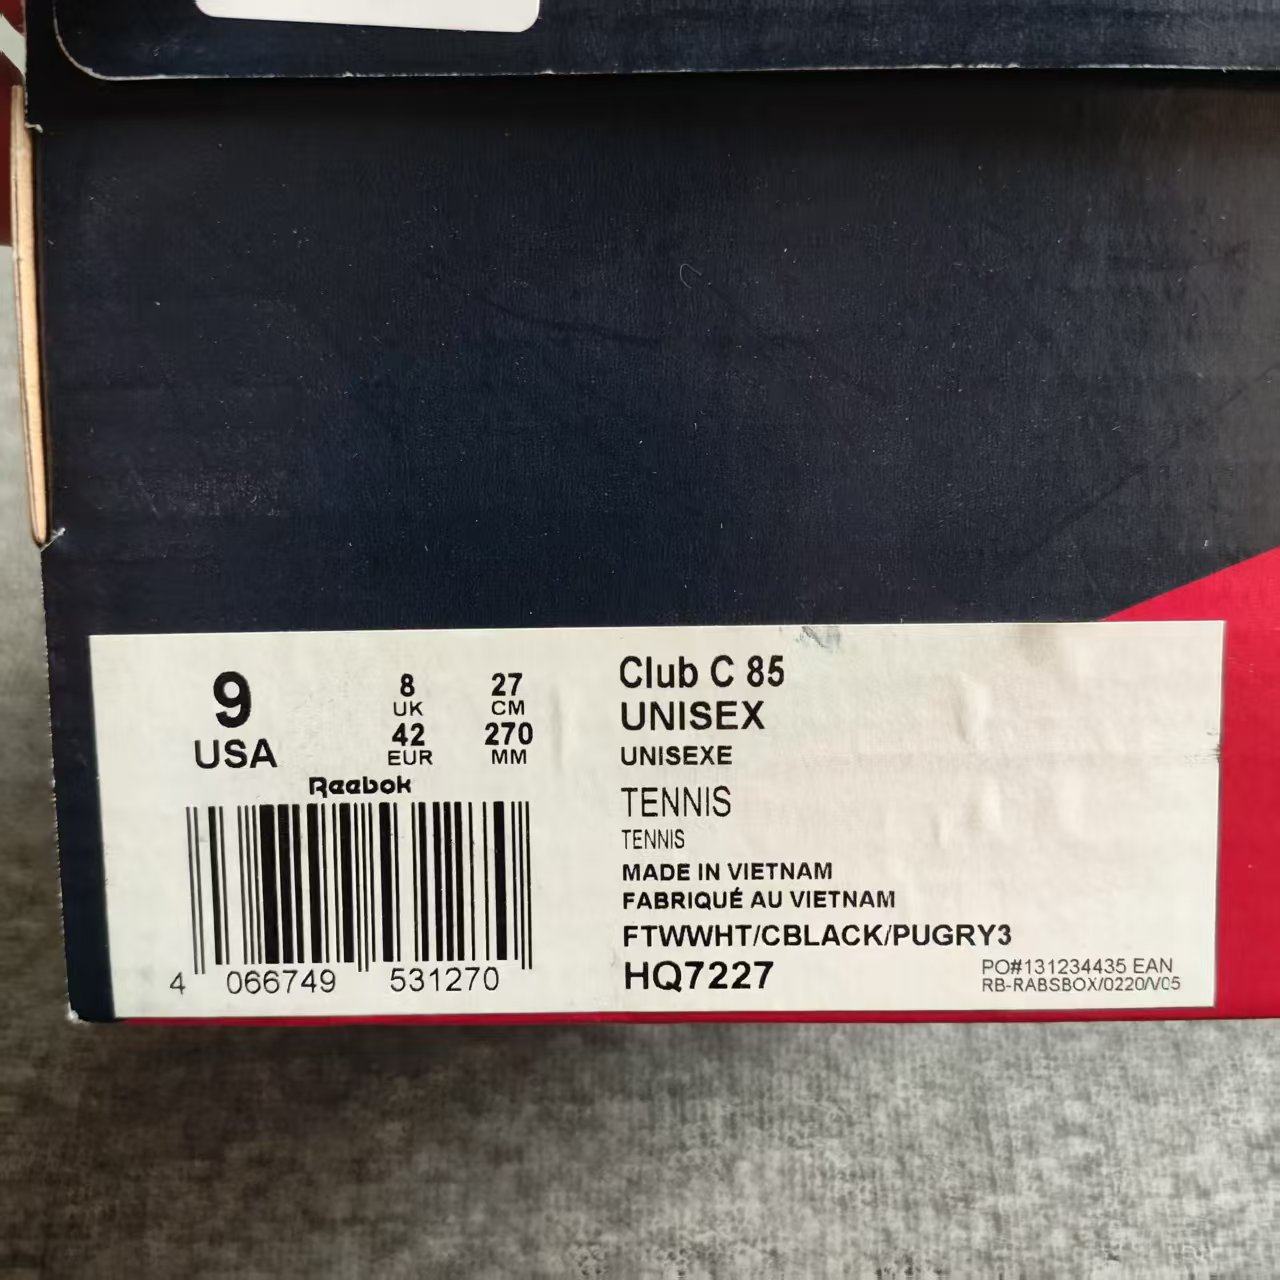 9
USA
8
UK
42
EUR
27
CM
270
MM
Reebok
4 066749 531270
Club C 85
UNISEX
UNISEXE
TENNIS
TENNIS
MADE IN VIETNAM
FABRIQUÉ AU VIETNAM
FTWWHT/CBLACK/PUGRY3
HQ7227
PO#131234435 EAN
RB-RABSBOX/0220/V05